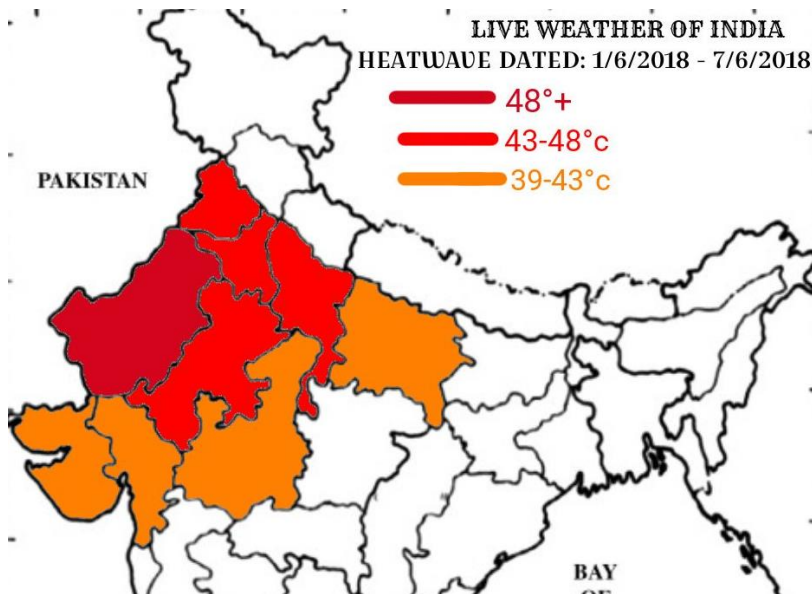 LIVE WEATHER OF INDIA
HEATWAVE DATED: 1/6/2018 - 7/6/2018
48°+
43-48°c
PAKISTAN
39-43°c
BAY
OF